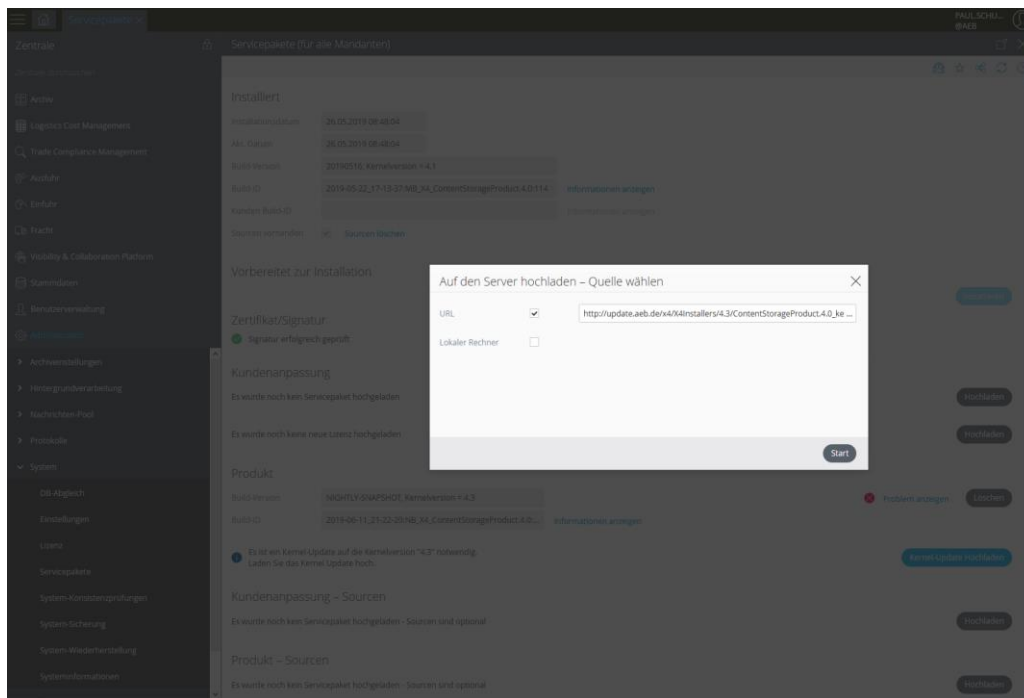 Servicepakete ×
PAUL.SCHU...
@AEB
Zentrale
Servicepakete [für alle Mandanten]
Archiv
Logistics Cost Management
Trade Compliance Management
Ausfuhr
Einfuhr
Fracht
Visibility & Collaboration Platform
Stammdaten
Benutzerverwaltung
Archiveinstellungen
Hintergrundverarbeitung
Nachrichten-Pool
Protokolle
System
DB-Abgleich
Einstellungen
Lizenz
Servicepakete
System-Konsistenzprüfungen
System-Sicherung
System-Wiederherstellung
Systeminformationen
Installiert
Installationsdatum 26.05.2019 08:48:04
Akt. Datum 26.05.2019 08:48:04
Build-Version 20190516, Kernelversion = 4.3
Build-ID 2019-05-22_17-13-37 NB_X4_ContentStorageProduct.4.0:114 Informationen anzeigen
Kunden-Build-ID Informationen anzeigen
Sourcen vorhanden Sourcen löschen
Vorbereitet zur Installation
Zertifikat/Signatur
Signatur erfolgreich geprüft
Kundenanpassung
Es wurde noch kein Servicepaket hochgeladen Hochladen
Es wurde noch keine neue Lizenz hochgeladen Hochladen
Produkt
Build-Version NIGHTLY-SNAPSHOT, Kernelversion = 4.3 Problem anzeigen Löschen
Build-ID 2019-06-11_21-22-29 NB_X4_ContentStorageProduct.4.0:... Informationen anzeigen
Es ist ein Kernel-Update auf die Kernelversion "4.3" notwendig.
Laden Sie das Kernel Update hoch. Kernel-Update Hochladen
Kundenanpassung – Sourcen
Es wurde noch kein Servicepaket hochgeladen - Sourcen sind optional Hochladen
Produkt – Sourcen
Es wurde noch kein Servicepaket hochgeladen - Sourcen sind optional Hochladen
Auf den Server hochladen – Quelle wählen
URL http://update.aeb.de/x4/X4Installers/4.3/ContentStorageProduct.4.0_ke ...
Lokaler Rechner
Start